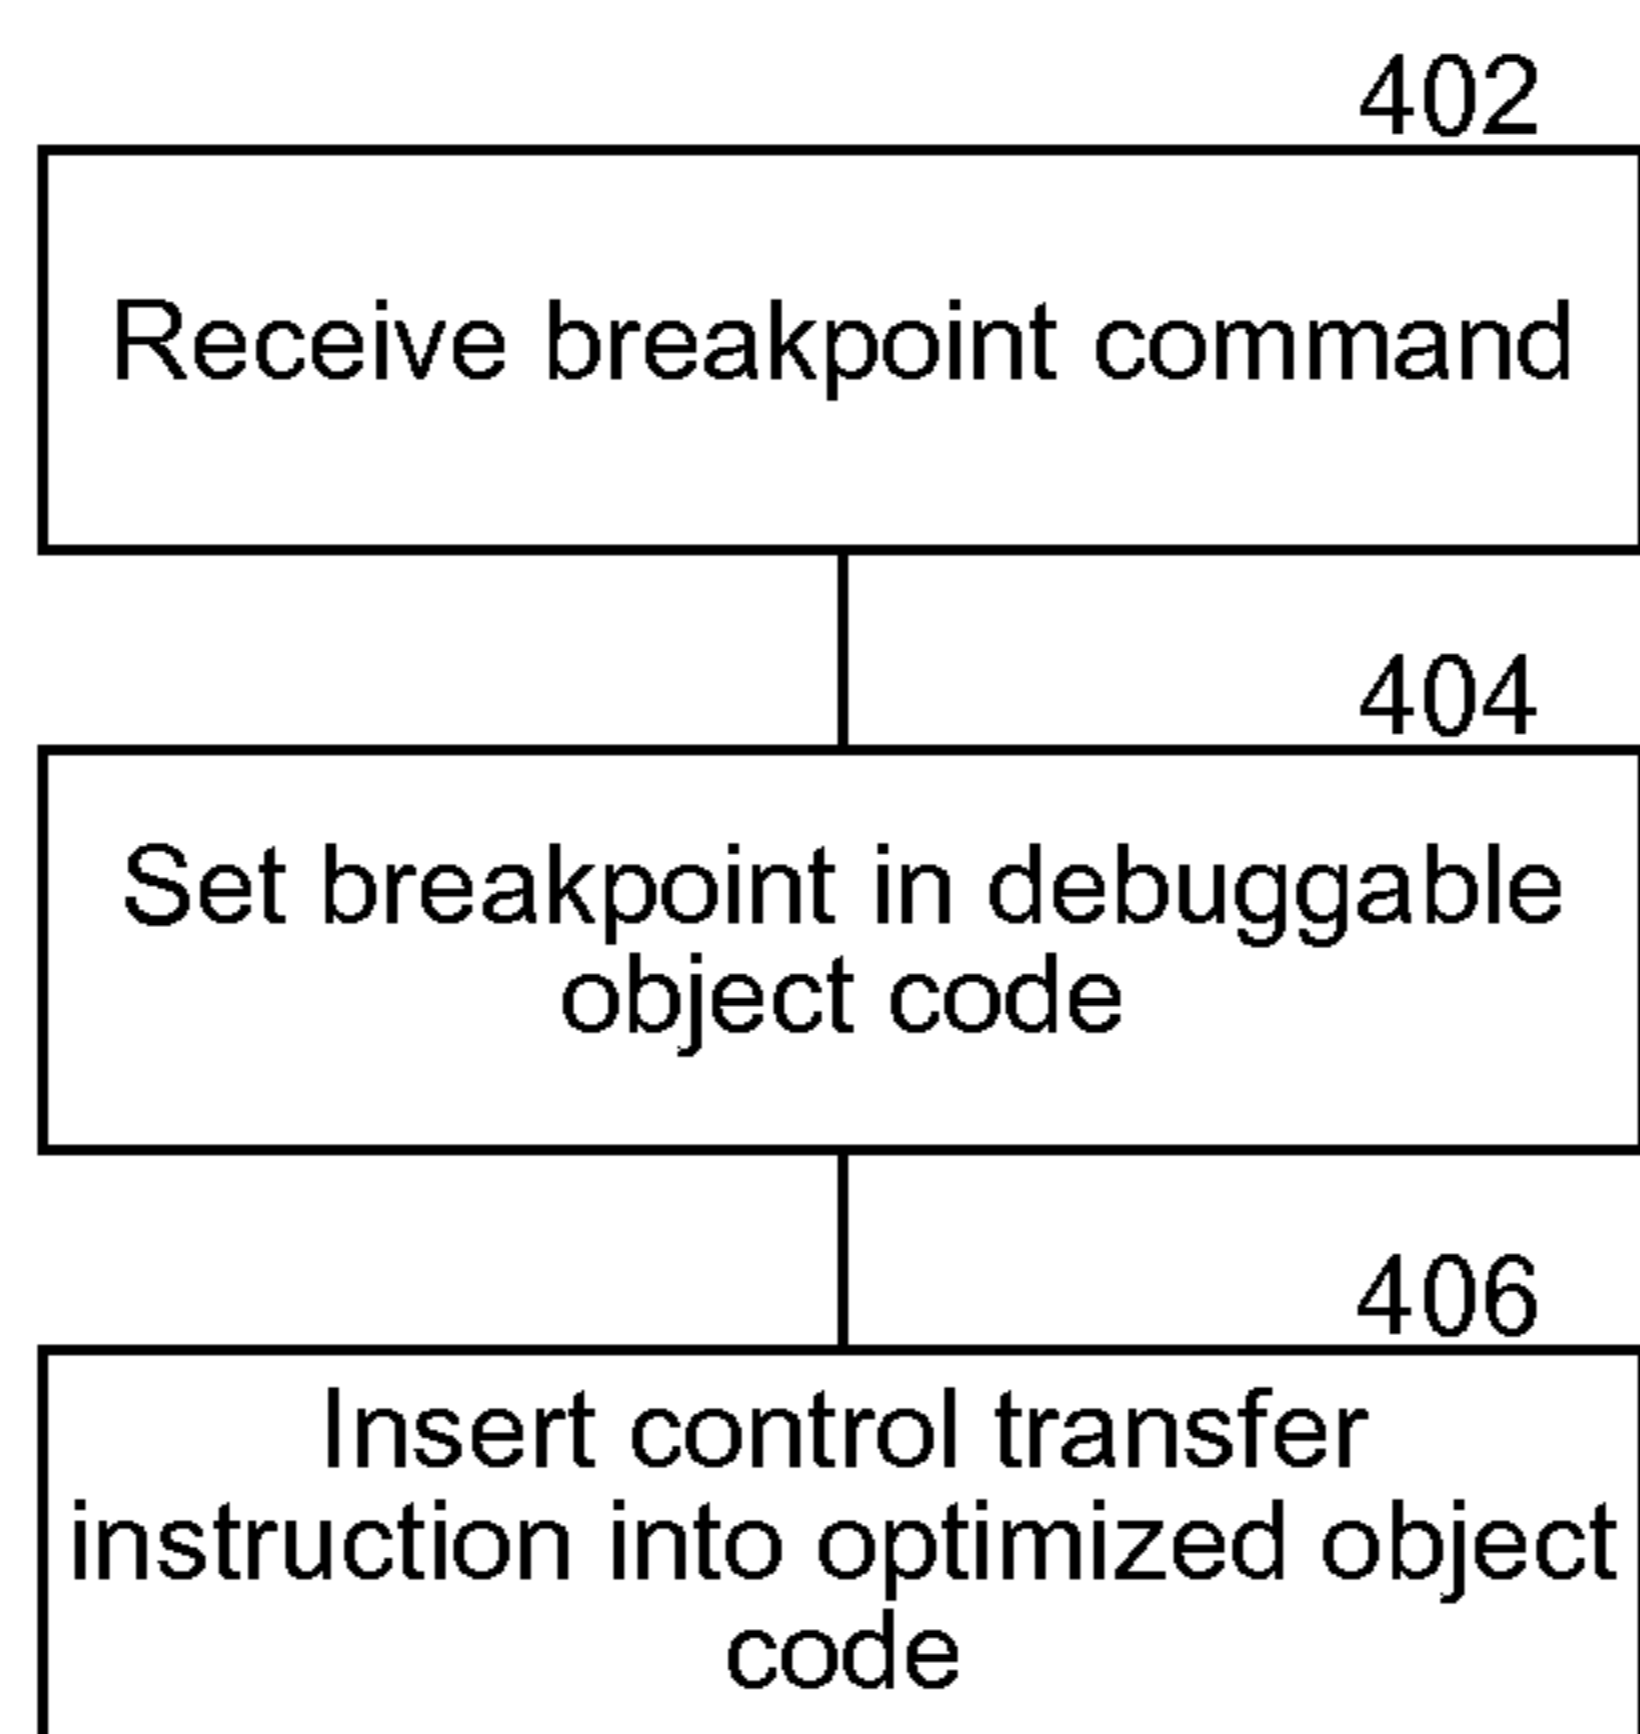 402
Receive breakpoint command
404
Set breakpoint in debuggable
object code
406
Insert control transfer
instruction into optimized object
code